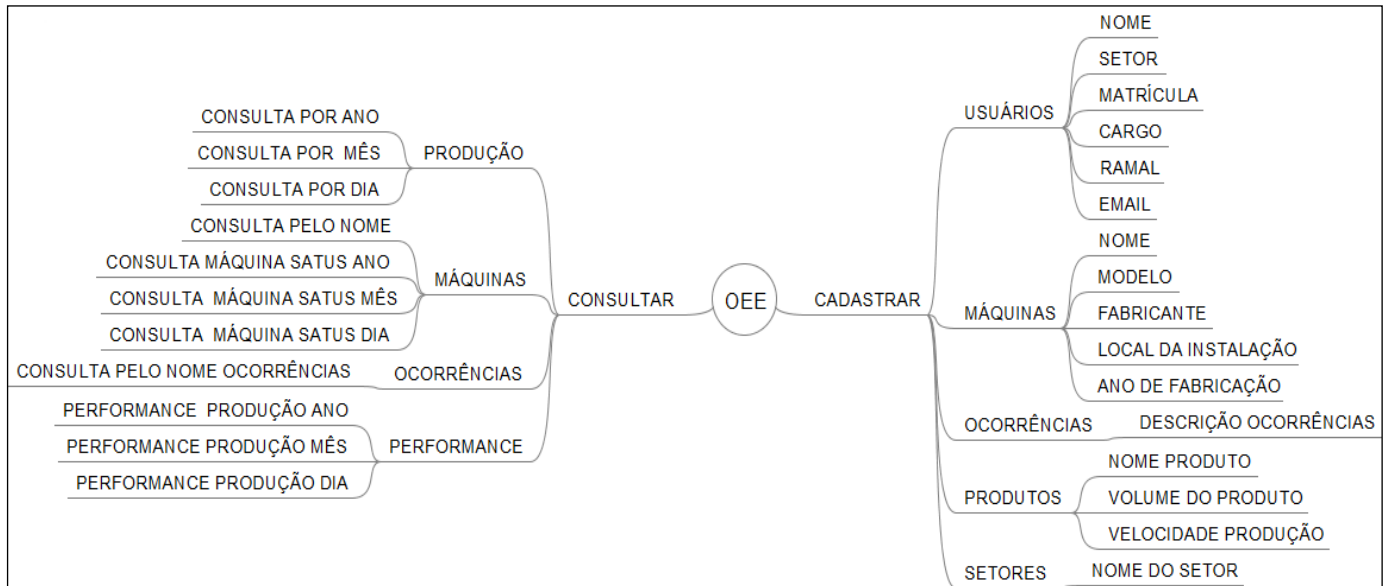 CONSULTA POR ANO
CONSULTA POR  MÊS
CONSULTA POR DIA
PRODUÇÃO
CONSULTA PELO NOME
CONSULTA MÁQUINA SATUS ANO
CONSULTA  MÁQUINA SATUS MÊS
CONSULTA  MÁQUINA SATUS DIA
MÁQUINAS
CONSULTA PELO NOME OCORRÊNCIAS
OCORRÊNCIAS
PERFORMANCE  PRODUÇÃO ANO
PERFORMANCE PRODUÇÃO MÊS
PERFORMANCE PRODUÇÃO DIA
PERFORMANCE
CONSULTAR
OEE
CADASTRAR
USUÁRIOS
NOME
SETOR
MATRÍCULA
CARGO
RAMAL
EMAIL
MÁQUINAS
NOME
MODELO
FABRICANTE
LOCAL DA INSTALAÇÃO
ANO DE FABRICAÇÃO
OCORRÊNCIAS
DESCRIÇÃO OCORRÊNCIAS
PRODUTOS
NOME PRODUTO
VOLUME DO PRODUTO
VELOCIDADE PRODUÇÃO
SETORES
NOME DO SETOR